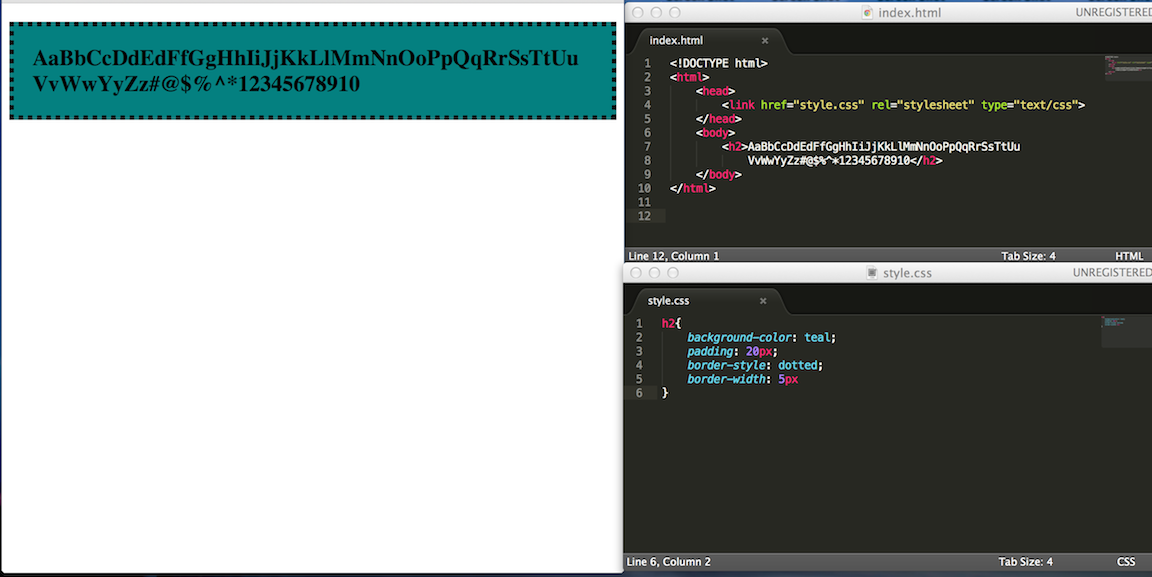 AaBbCcDdEdFfGgHhIiJjKkLlMmNnOoPpQqRrSsTtUu
VvWwYyZz#@$%^*12345678910
index.html
UNREGISTERED
index.html
1 <!DOCTYPE html>
2 <html>
3 <head>
4 <link href="style.css" rel="stylesheet" type="text/css">
5 </head>
6 <body>
7 <h2>AaBbCcDdEdFfGgHhIiJjKkLlMmNnOoPpQqRrSsTtUu
8 VvWwYyZz#@$%^*12345678910</h2>
9 </body>
10 </html>
11
12
Line 12, Column 1
Tab Size: 4
HTML
style.css
UNREGISTERED
style.css
1 h2{
2 background-color: teal;
3 padding: 20px;
4 border-style: dotted;
5 border-width: 5px
6 }
Line 6, Column 2
Tab Size: 4
CSS